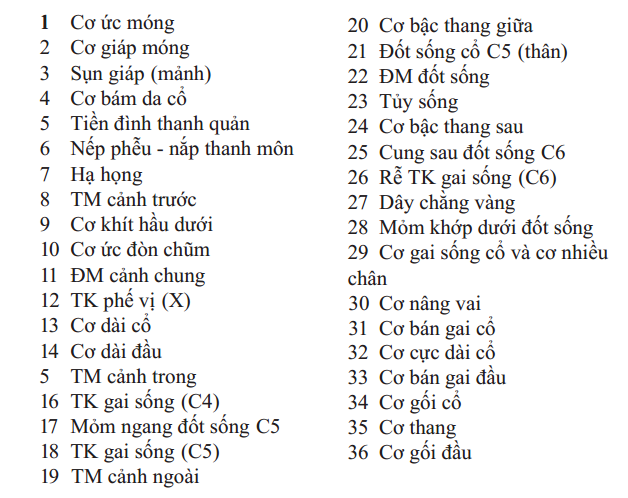 1 Cơ ức móng
2 Cơ giáp móng
3 Sụn giáp (mảnh)
4 Cơ bám da cổ
5 Tiền đình thanh quản
6 Nếp phễu - nắp thanh môn
7 Hạ họng
8 TM cảnh trước
9 Cơ khít hầu dưới
10 Cơ ức đòn chũm
11 ĐM cảnh chung
12 TK phế vị (X)
13 Cơ dài cổ
14 Cơ dài đầu
5 TM cảnh trong
16 TK gai sống (C4)
17 Mỏm ngang đốt sống C5
18 TK gai sống (C5)
19 TM cảnh ngoài
20 Cơ bậc thang giữa
21 Đốt sống cổ C5 (thân)
22 ĐM đốt sống
23 Tủy sống
24 Cơ bậc thang sau
25 Cung sau đốt sống C6
26 Rễ TK gai sống (C6)
27 Dây chằng vàng
28 Mỏm khớp dưới đốt sống
29 Cơ gai sống cổ và cơ nhiều
chân
30 Cơ nâng vai
31 Cơ bán gai cổ
32 Cơ cực dài cổ
33 Cơ bán gai đầu
34 Cơ gối cổ
35 Cơ thang
36 Cơ gối đầu